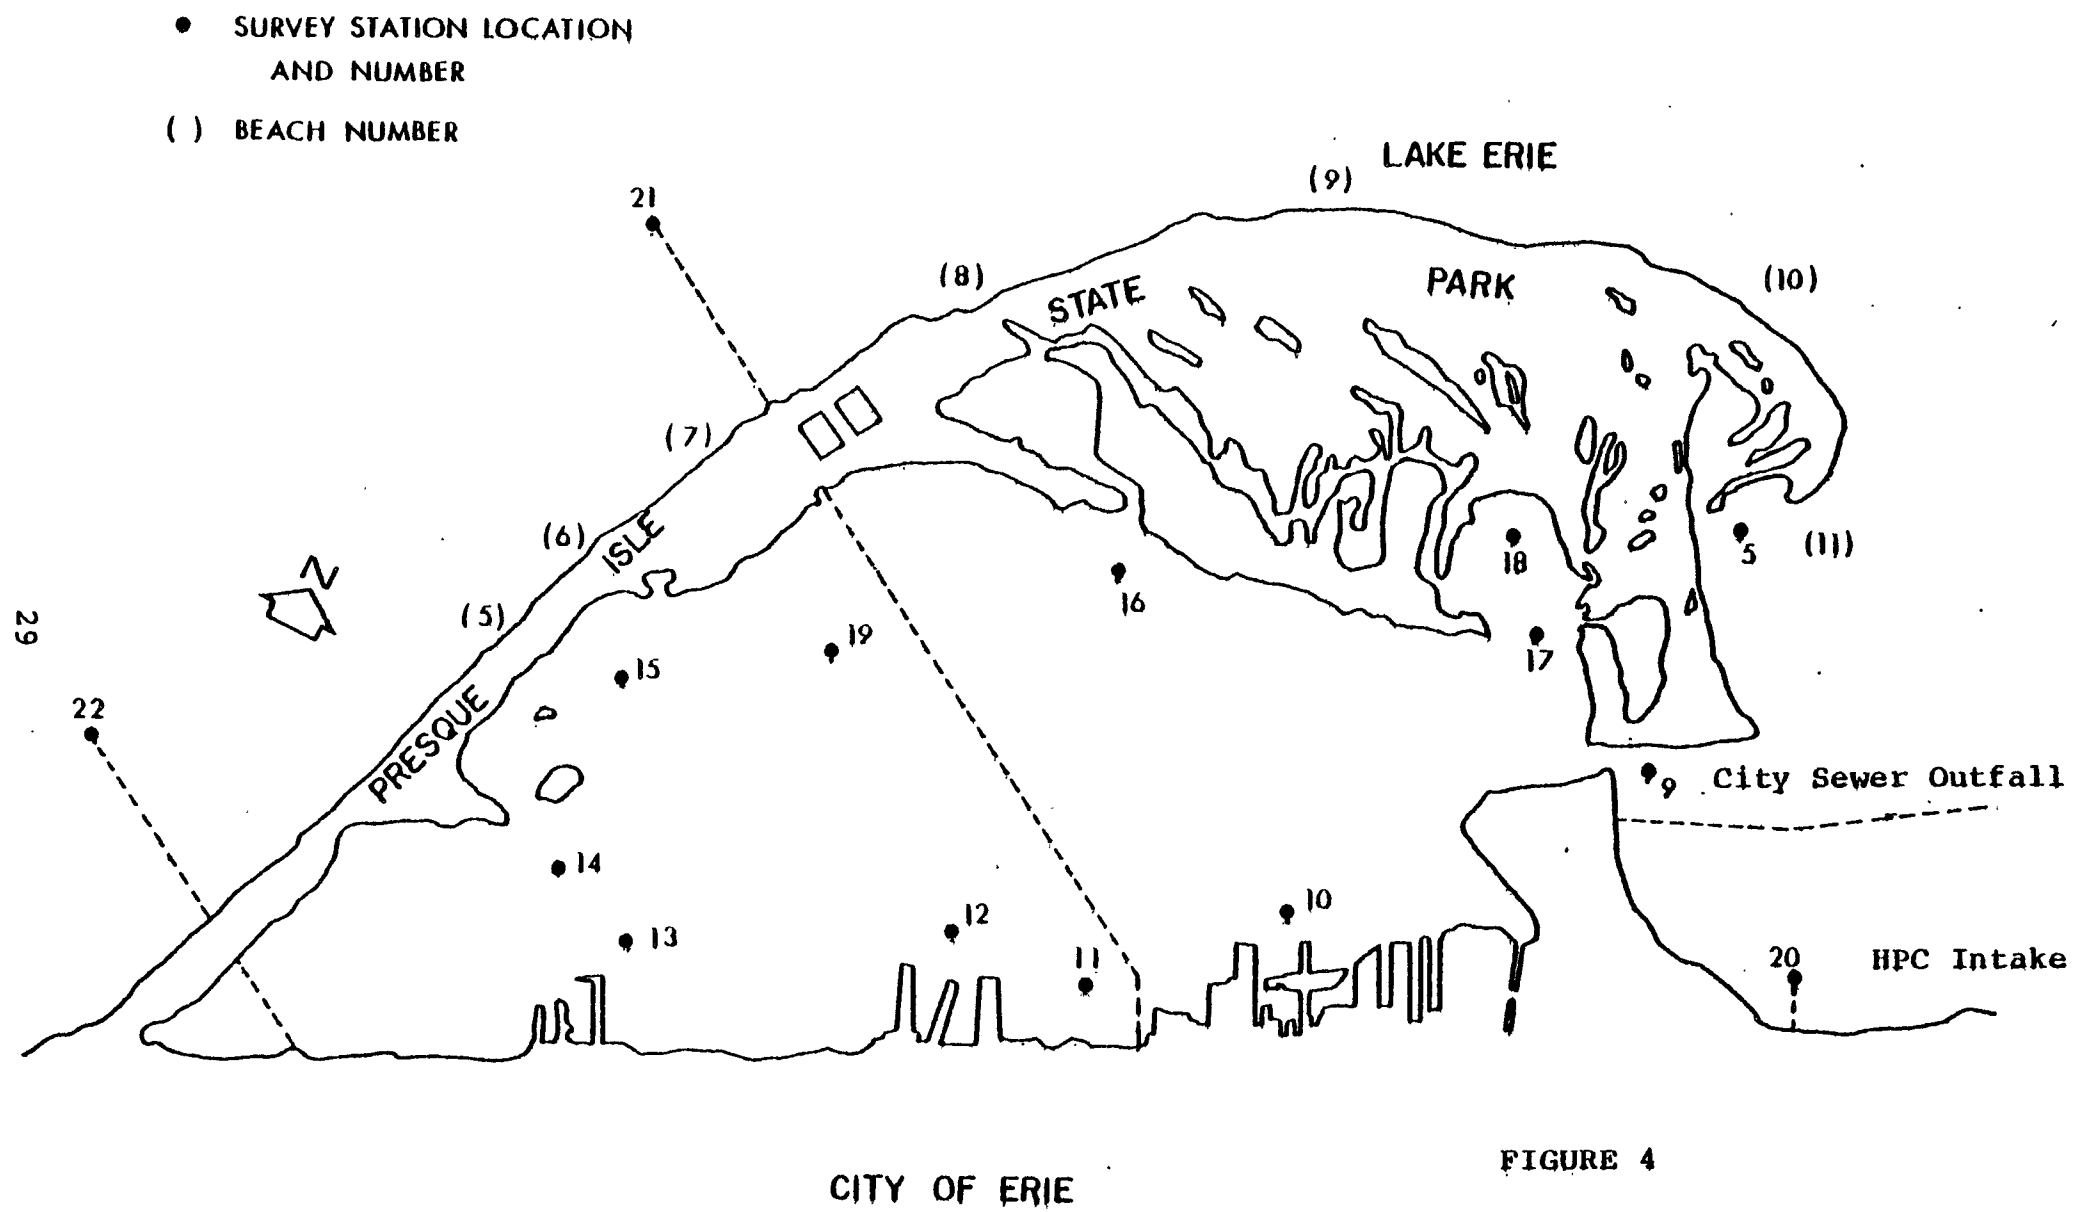 ● SURVEY STATION LOCATION
AND NUMBER
( ) BEACH NUMBER
LAKE ERIE
(9)
21
(8)
STATE
PARK
(10)
(7)
(6)
ISLE
18
5
(11)
N
16
(5)
29
19
15
17
22
PRESQUE
9 City Sewer Outfall
14
10
12
13
11
20
HPC Intake
FIGURE 4
CITY OF ERIE